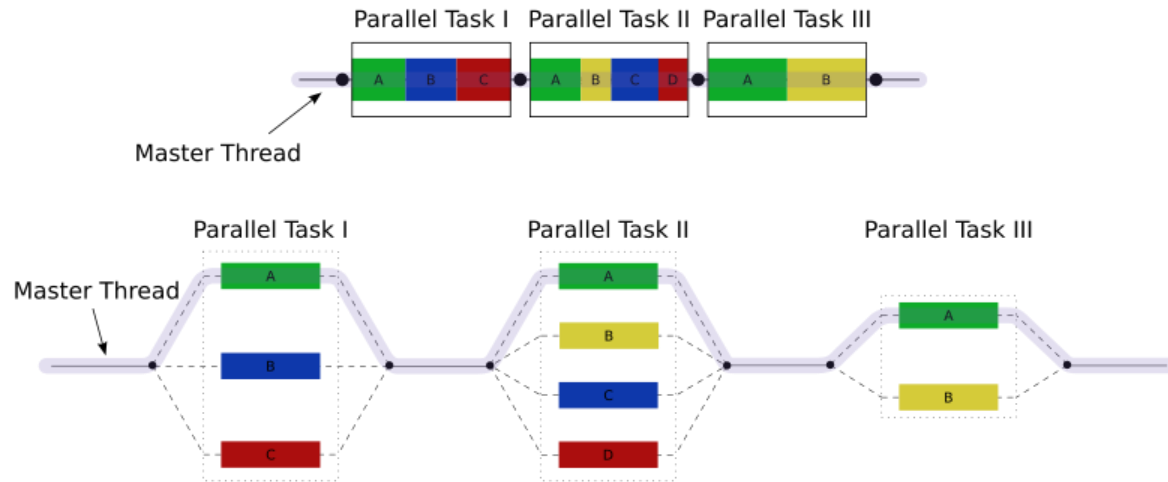 Parallel Task I
Parallel Task II
Parallel Task III
A
B
C
A
B
C
D
A
B
Master Thread
Parallel Task I
Parallel Task II
Parallel Task III
Master Thread
A
B
C
A
B
C
D
A
B